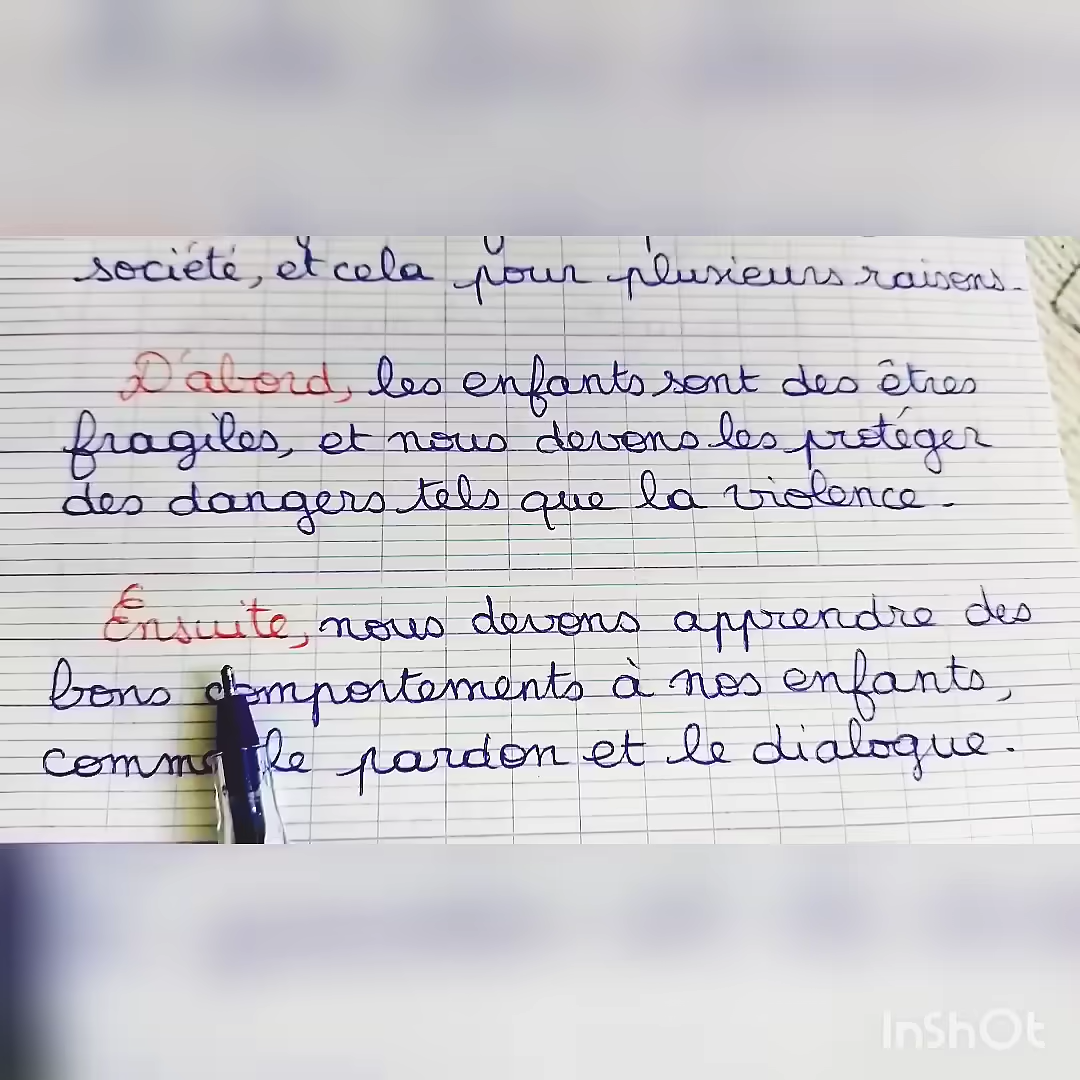 société, et cela pour plusieurs raisons.
D'abord, les enfants sont des êtres
fragiles, et nous devons les protéger
des dangers tels que la violence.
Ensuite, nous devons apprendre des
bons comportements à nos enfants,
comme le pardon et le dialogue.
InShOt